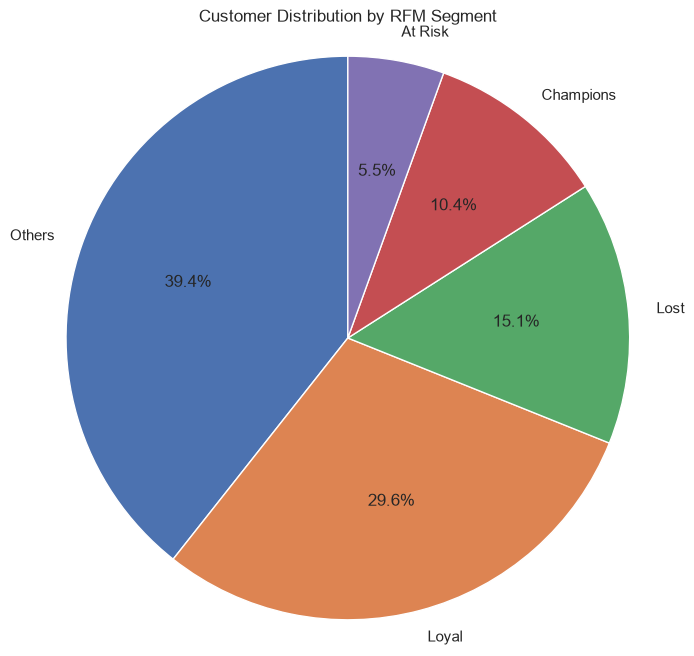 Customer Distribution by RFM Segment
At Risk
Champions
5.5%
10.4%
Others
39.4%
Lost
15.1%
29.6%
Loyal